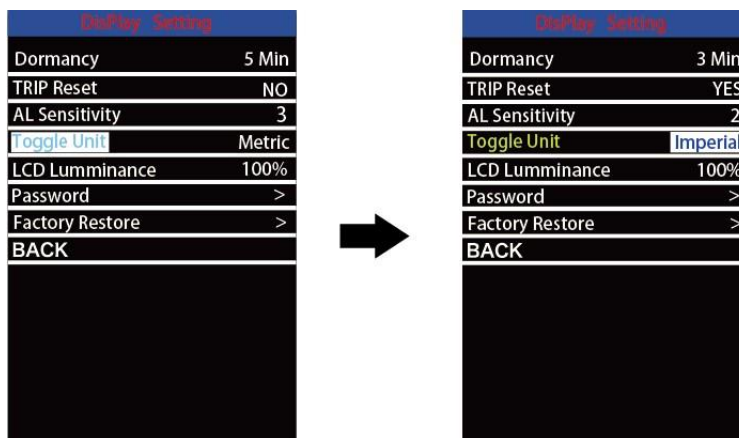 DisPlay Setting
Dormancy 5 Min
TRIP Reset NO
AL Sensitivity 3
Toggle Unit Metric
LCD Lumminance 100%
Password >
Factory Restore >
BACK
DisPlay Setting
Dormancy 3 Min
TRIP Reset YES
AL Sensitivity 2
Toggle Unit Imperial
LCD Lumminance 100%
Password >
Factory Restore >
BACK